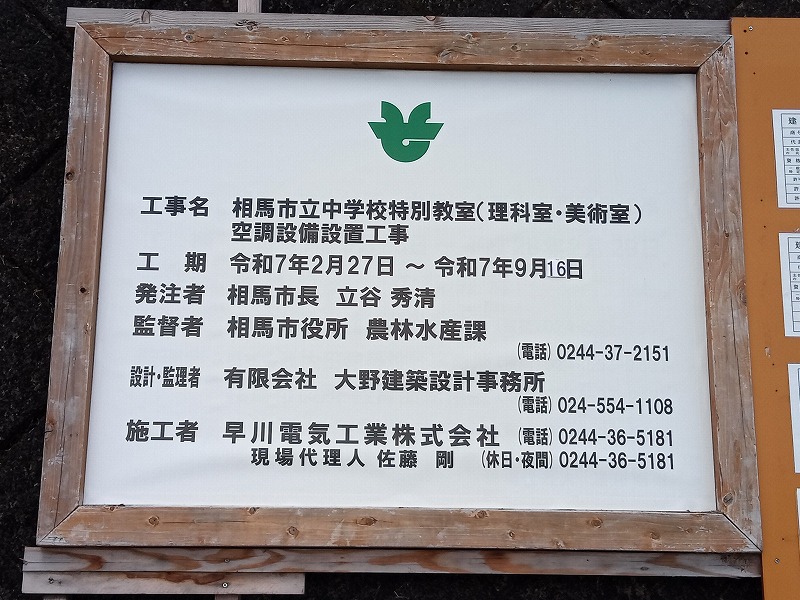 工事名 相馬市立中学校特別教室(理科室・美術室)
空調設備設置工事
工 期 令和7年2月27日 ~ 令和7年9月16日
発注者 相馬市長 立谷 秀清
監督者 相馬市役所 農林水産課
(電話) 0244-37-2151
設計・監理者 有限会社 大野建築設計事務所
(電話) 024-554-1108
施工者 早川電気工業株式会社 (電話) 0244-36-5181
現場代理人 佐藤 剛 (休日・夜間) 0244-36-5181